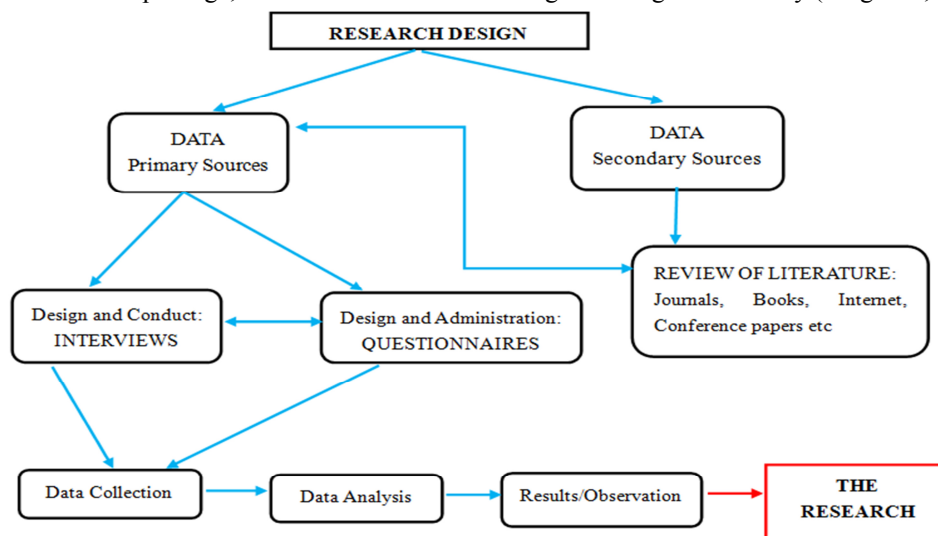 RESEARCH DESIGN
DATA
Primary Sources
DATA
Secondary Sources
REVIEW OF LITERATURE:
Journals, Books, Internet,
Conference papers etc
Design and Conduct:
INTERVIEWS
Design and Administration:
QUESTIONNAIRES
Data Collection
Data Analysis
Results/Observation
THE
RESEARCH